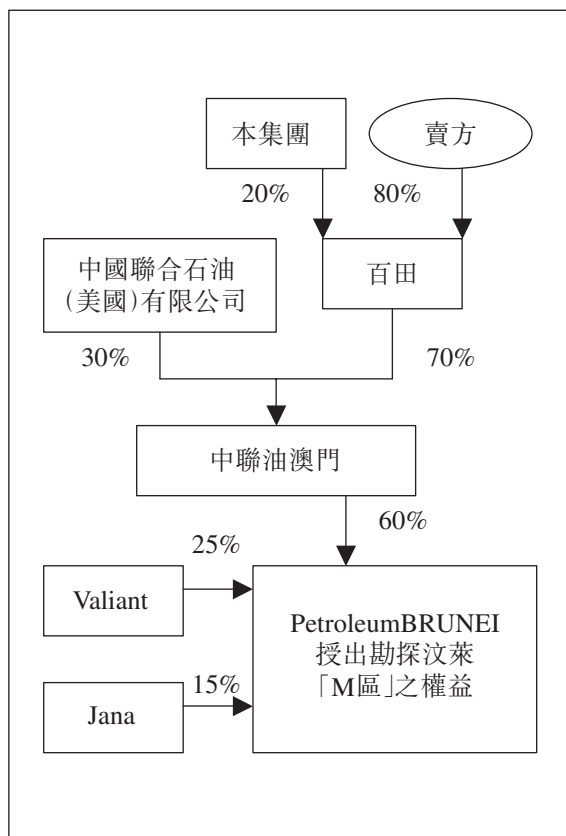 本集團
賣方
20%
80%
中國聯合石油
(美國)有限公司
百田
30%
70%
中聯油澳門
60%
25%
Valiant
PetroleumBRUNEI
授出勘探汶萊
「M區」之權益
15%
Jana